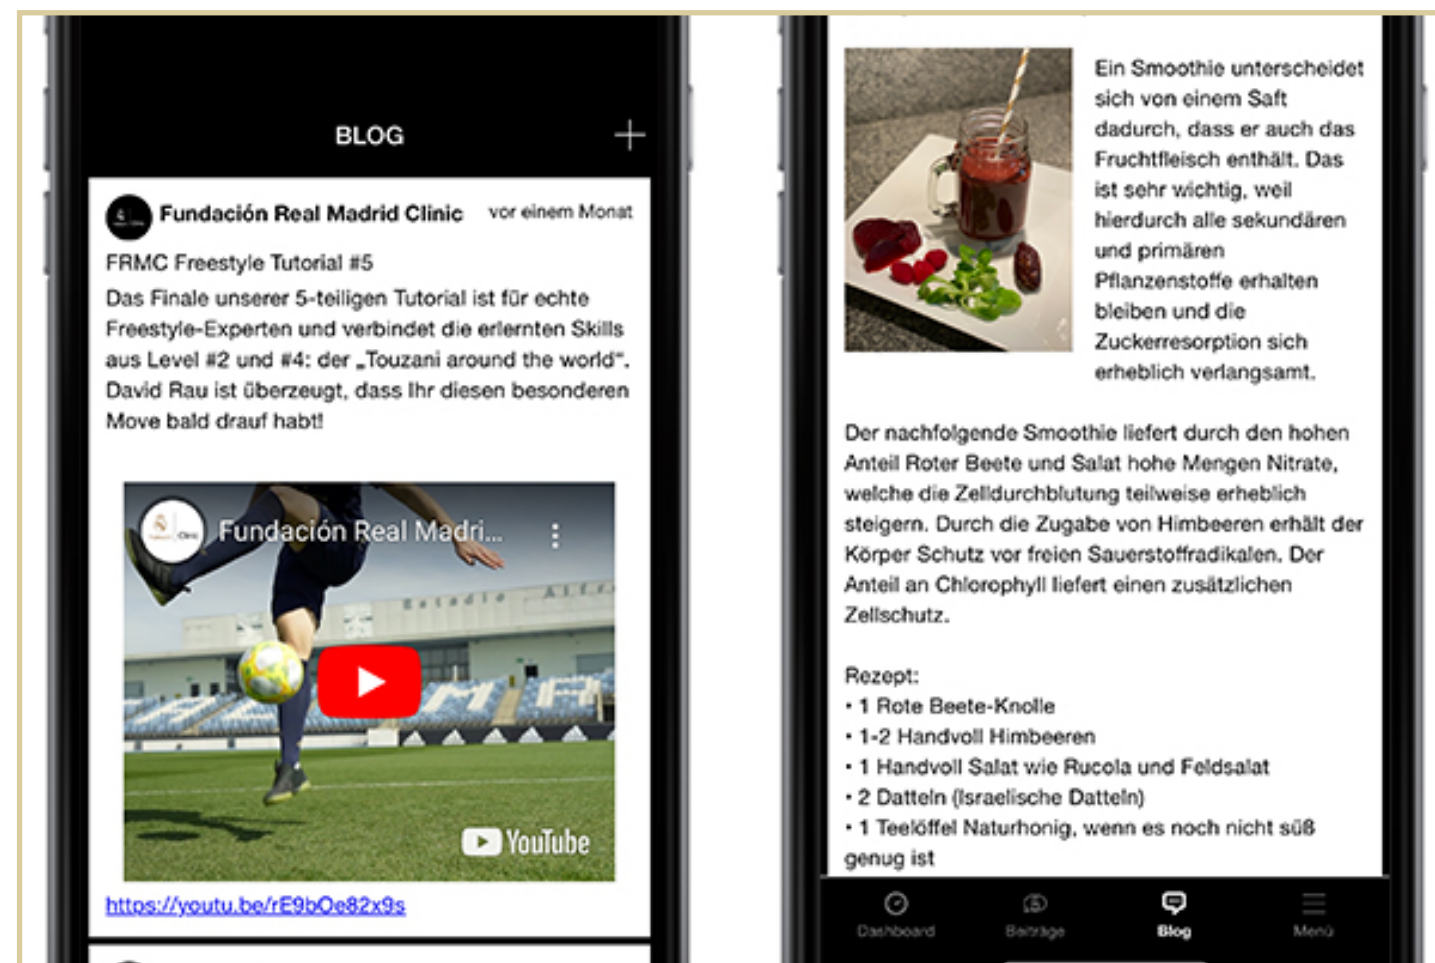 BLOG
Fundación Real Madrid Clinic vor einem Monat
FRMC Freestyle Tutorial #5
Das Finale unserer 5-teiligen Tutorial ist für echte
Freestyle-Experten und verbindet die erlernten Skills
aus Level #2 und #4: der „Touzani around the world“.
David Rau ist überzeugt, dass Ihr diesen besonderen
Move bald drauf habt!
Clinic
Fundación Real Madri...
Estadio Alfr
YouTube
https://youtu.be/rE9bOe82x9s
Ein Smoothie unterscheidet
sich von einem Saft
dadurch, dass er auch das
Fruchtfleisch enthält. Das
ist sehr wichtig, weil
hierdurch alle sekundären
und primären
Pflanzenstoffe erhalten
bleiben und die
Zuckerresorption sich
erheblich verlangsamt.
Der nachfolgende Smoothie liefert durch den hohen
Anteil Roter Beete und Salat hohe Mengen Nitrate,
welche die Zelldurchblutung teilweise erheblich
steigern. Durch die Zugabe von Himbeeren erhält der
Körper Schutz vor freien Sauerstoffradikalen. Der
Anteil an Chlorophyll liefert einen zusätzlichen
Zellschutz.
Rezept:
• 1 Rote Beete-Knolle
• 1-2 Handvoll Himbeeren
• 1 Handvoll Salat wie Rucola und Feldsalat
• 2 Datteln (Israelische Datteln)
• 1 Teelöffel Naturhonig, wenn es noch nicht süß
genug ist
Dashboard
Beiträge
Blog
Menü